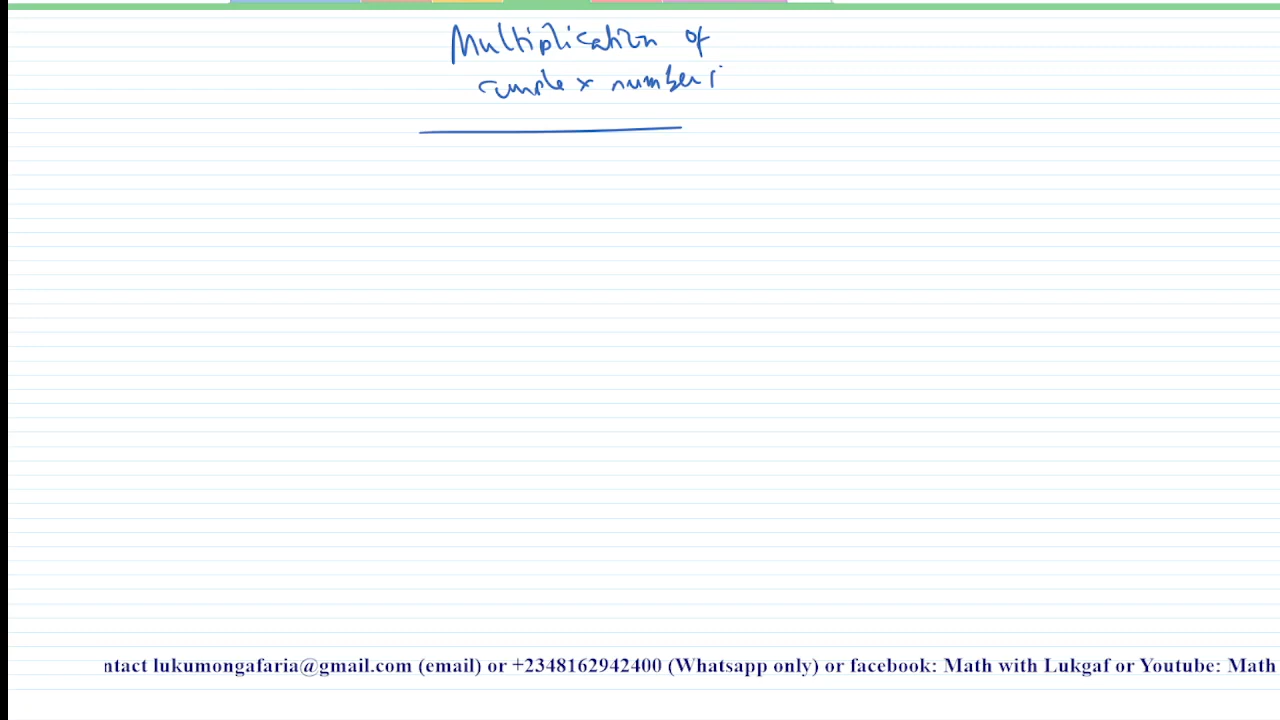 Multiplication of
complex numbers
ntact lukumongafaria@gmail.com (email) or +2348162942400 (Whatsapp only) or facebook: Math with Lukgaf or Youtube: Math